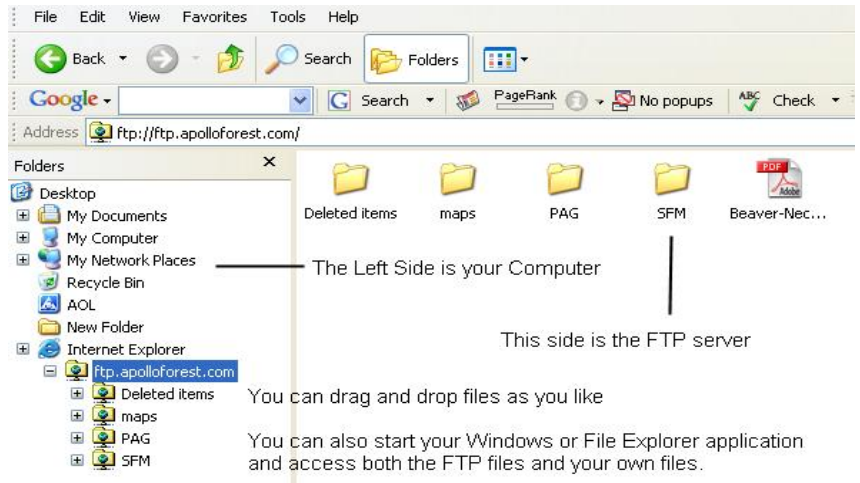 File Edit View Favorites Tools Help
Back Search Folders
Google Search PageRank No popups ABC Check
Address ftp://ftp.apolloforest.com/
Folders
Desktop
My Documents
My Computer
My Network Places
Recycle Bin
AOL
New Folder
Internet Explorer
ftp.apolloforest.com
Deleted items
maps
PAG
SFM
Deleted items maps PAG SFM PDF Adobe Beaver-Nec...
The Left Side is your Computer
This side is the FTP server
You can drag and drop files as you like
You can also start your Windows or File Explorer application
and access both the FTP files and your own files.